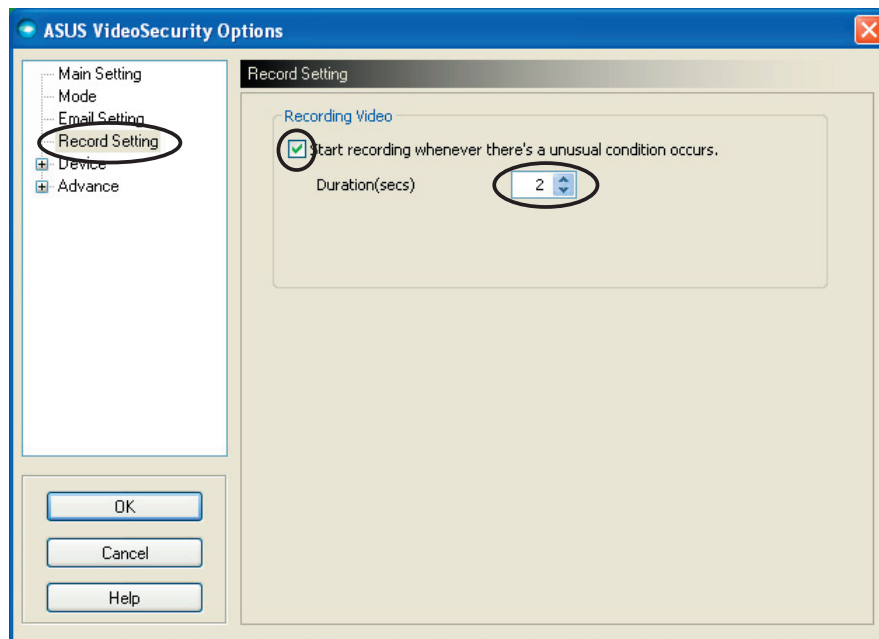 ASUS VideoSecurity Options
Main Setting
Mode
Email Setting
Record Setting
Device
Advance
OK
Cancel
Help
Record Setting
Recording Video
Start recording whenever there's a unusual condition occurs.
Duration(secs)
2